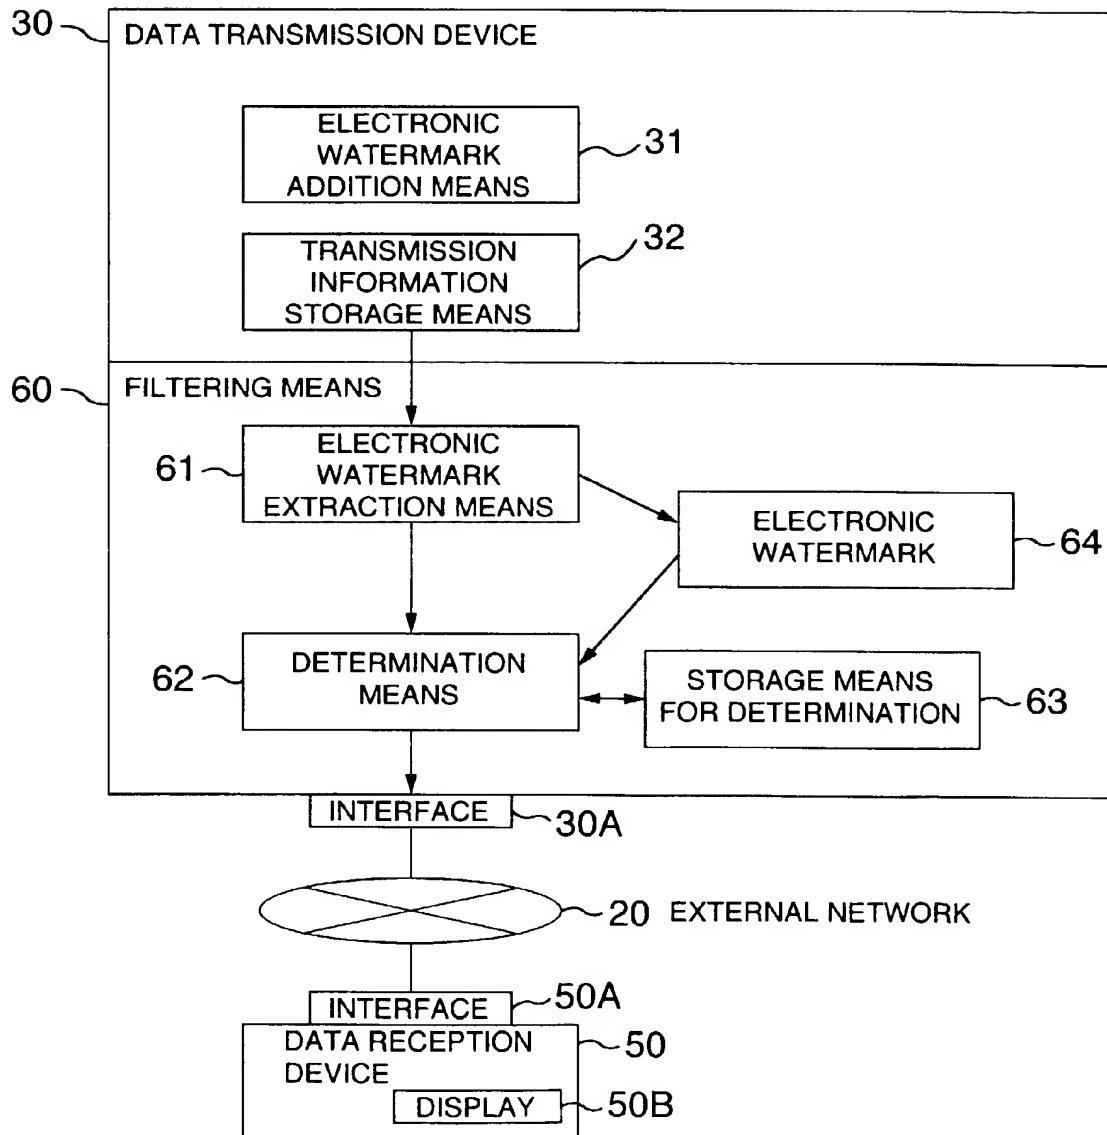 30
DATA TRANSMISSION DEVICE
ELECTRONIC
WATERMARK
ADDITION MEANS
31
TRANSMISSION
INFORMATION
STORAGE MEANS
32
60
FILTERING MEANS
61
ELECTRONIC
WATERMARK
EXTRACTION MEANS
ELECTRONIC
WATERMARK
64
62
DETERMINATION
MEANS
STORAGE MEANS
FOR DETERMINATION
63
INTERFACE
30A
20 EXTERNAL NETWORK
INTERFACE
50A
DATA RECEPTION
DEVICE
50
DISPLAY
50B